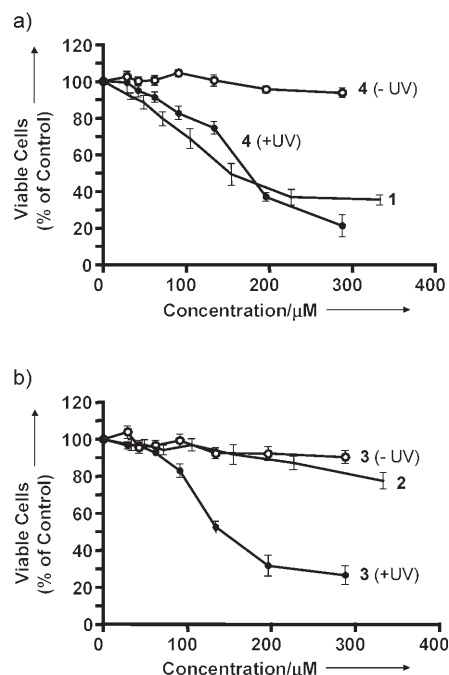 a)
120
100
80
60
40
20
0
Viable Cells
(% of Control)
4 (- UV)
4 (+UV)
1
0 100 200 300 400
Concentration/µM
b)
120
100
80
60
40
20
0
Viable Cells
(% of Control)
3 (- UV)
2
3 (+UV)
0 100 200 300 400
Concentration/µM